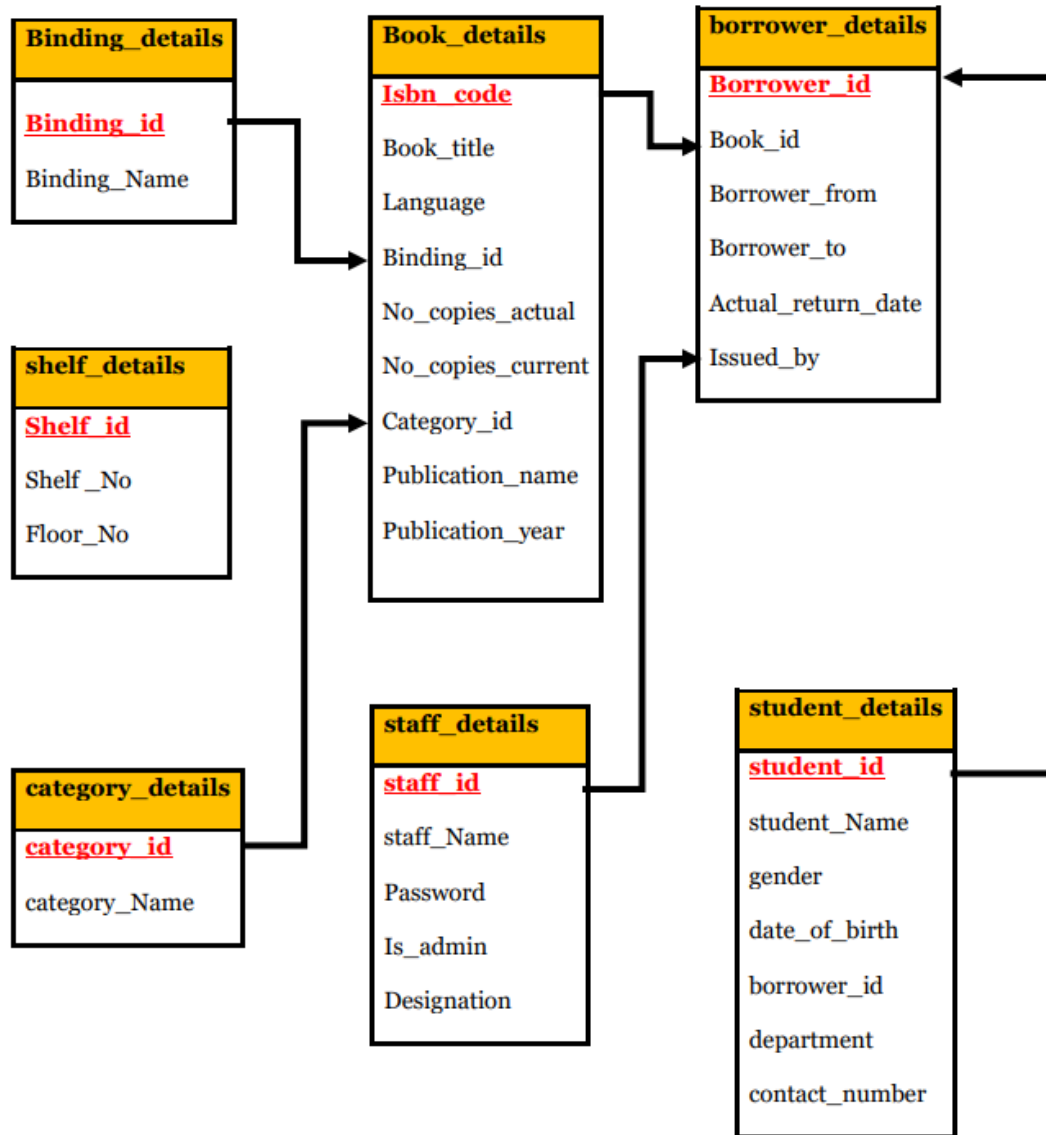 Binding_details
Binding_id
Binding_Name
Book_details
Isbn_code
Book_title
Language
Binding_id
No_copies_actual
No_copies_current
Category_id
Publication_name
Publication_year
borrower_details
Borrower_id
Book_id
Borrower_from
Borrower_to
Actual_return_date
Issued_by
shelf_details
Shelf_id
Shelf _No
Floor_No
category_details
category_id
category_Name
staff_details
staff_id
staff_Name
Password
Is_admin
Designation
student_details
student_id
student_Name
gender
date_of_birth
borrower_id
department
contact_number